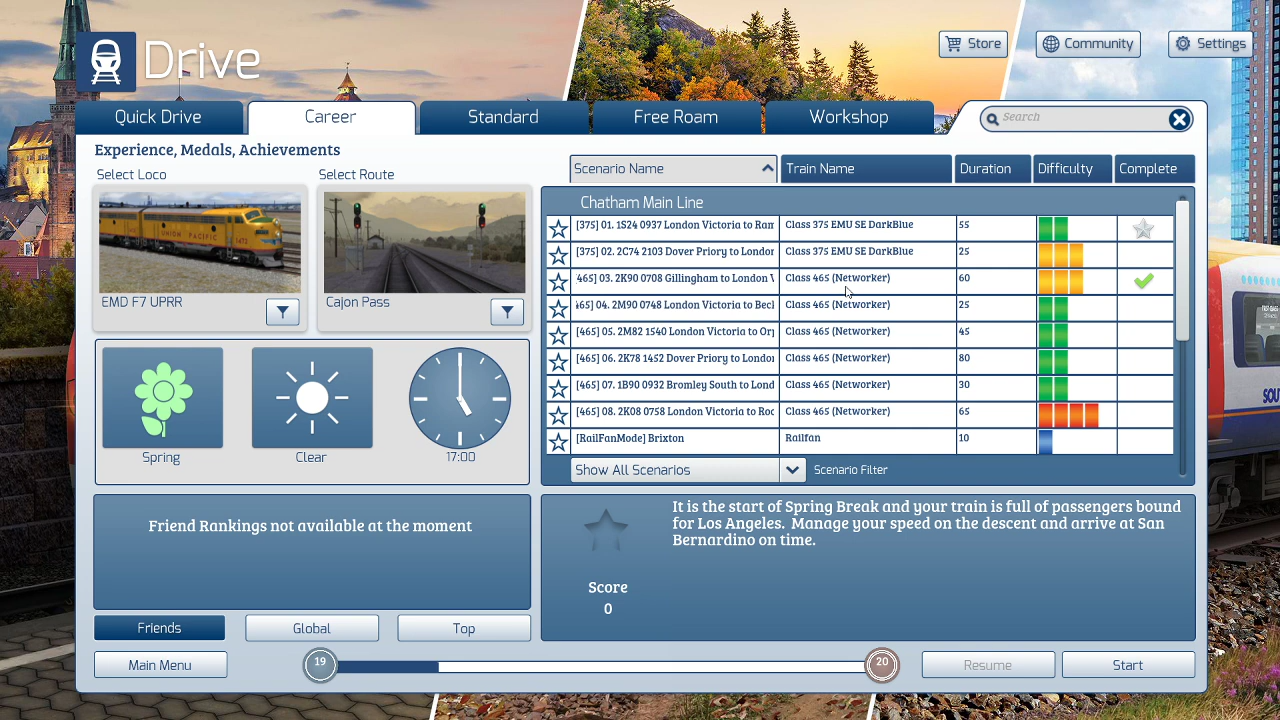 Drive
Store
Community
Settings
Quick Drive
Career
Standard
Free Roam
Workshop
Search
Experience, Medals, Achievements
Select Loco
Select Route
UNION PACIFIC
EMD F7 UPRR
Cajon Pass
Scenario Name
Train Name
Duration
Difficulty
Complete
Chatham Main Line
[375] 01. 1S24 0937 London Victoria to Ram
Class 375 EMU SE DarkBlue
55
[375] 02. 2C74 2103 Dover Priory to London
Class 375 EMU SE DarkBlue
25
465] 03. 2K90 0708 Gillingham to London V
Class 465 (Networker)
60
465] 04. 2M90 0748 London Victoria to Becl
Class 465 (Networker)
25
[465] 05. 2M82 1540 London Victoria to Orp
Class 465 (Networker)
45
[465] 06. 2K78 1452 Dover Priory to London
Class 465 (Networker)
80
[465] 07. 1B90 0932 Bromley South to Lond
Class 465 (Networker)
30
[465] 08. 2K08 0758 London Victoria to Roc
Class 465 (Networker)
65
[RailFanMode] Brixton
Railfan
10
Show All Scenarios
Scenario Filter
Spring
Clear
17:00
Friend Rankings not available at the moment
It is the start of Spring Break and your train is full of passengers bound
for Los Angeles. Manage your speed on the descent and arrive at San
Bernardino on time.
Score
0
Friends
Global
Top
Main Menu
19
20
Resume
Start
SOU